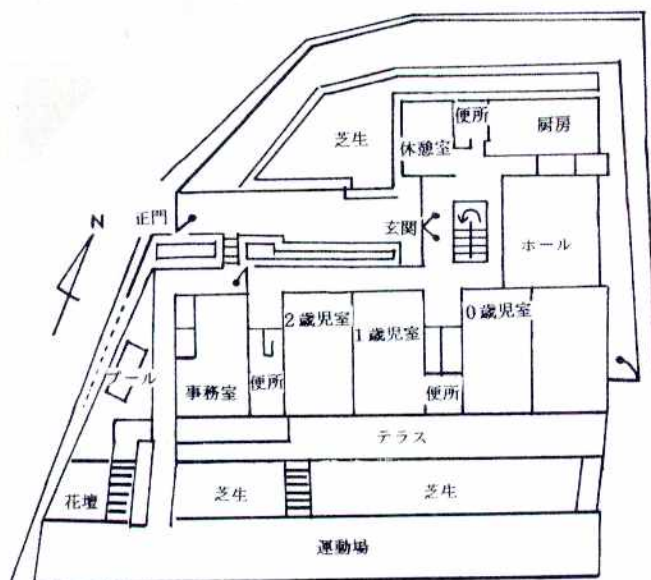 便所
厨房
芝生
休憩室
N
正門
玄関
ホール
2歳児室
1歳児室
0歳児室
プール
事務室
便所
便所
テラス
花壇
芝生
芝生
運動場